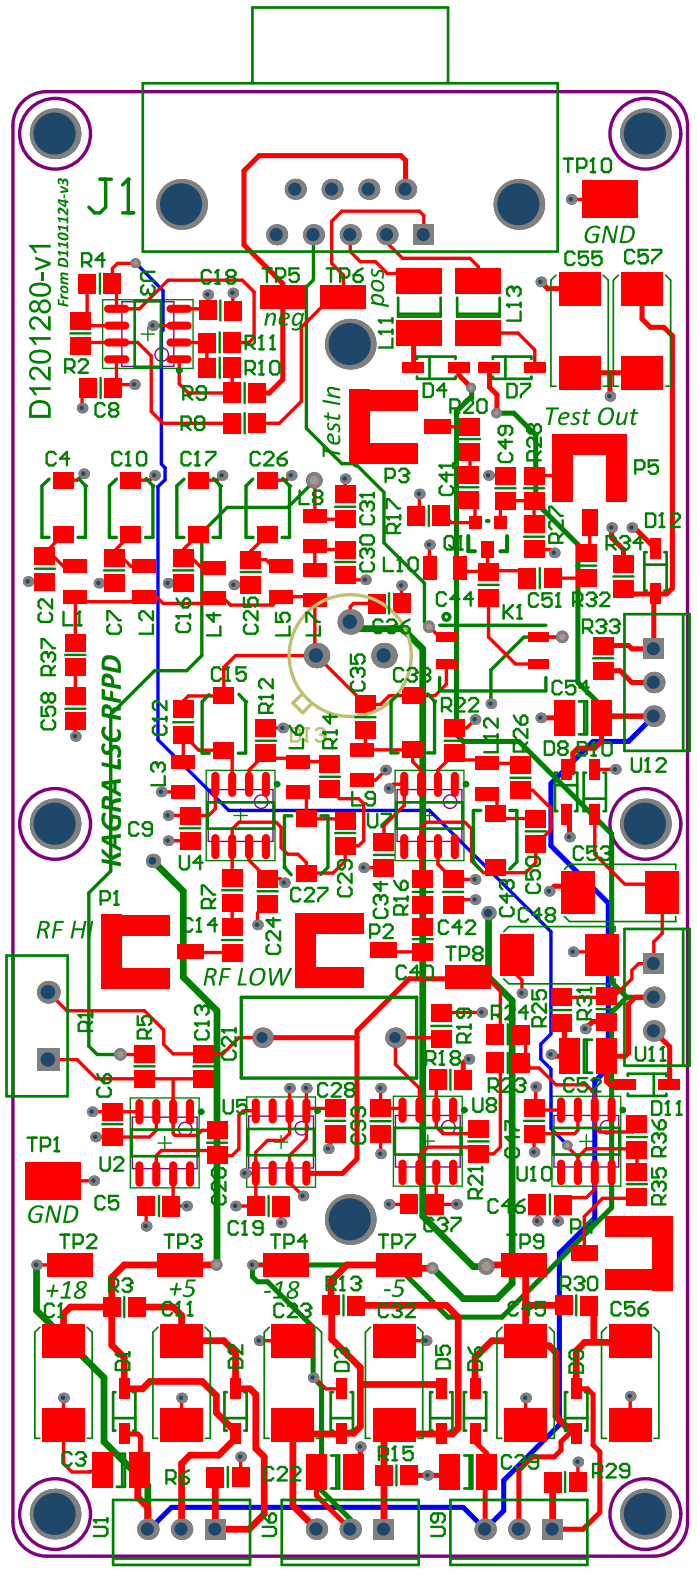 TP10
J1
GND
D1201280-v1
From D1101124-v3
R4
U3
C18
TP5
TP6
pos
neg
C55
C57
L11
L13
R11
R10
R2
R9
R8
C8
D4
D7
Test In
R20
Test Out
P3
P5
C4
C10
C17
C26
L8
C31
R17
C41
C49
R28
R27
D12
R34
Q1
C30
L10
C44
C51
R32
C2
L1
C7
L2
C16
L4
C25
L5
L7
C36
K1
R33
R37
C58
KAGRA LSC RFPD
C15
R12
C35
C38
R22
C54
C12
L6
R14
L12
L26
D8
D10
U12
L3
L9
C9
U4
U7
C29
C50
C53
R7
C24
C27
C34
R16
C42
C43
C48
P1
RF HI
C14
RF LOW
P2
C40
TP8
R1
R5
C13
C21
R19
R24
R25
R31
U11
R18
R23
C52
D11
C6
U5
C28
C33
U8
C47
R36
U2
C20
R21
U10
R35
TP1
GND
C5
C19
C37
C46
P4
TP2
TP3
TP4
TP7
TP9
+18
+5
-18
-5
R3
R13
R30
C1
C11
C23
C32
C45
C56
D1
D2
D3
D5
D6
D9
C3
R6
C22
R15
C39
R29
U1
U6
U9